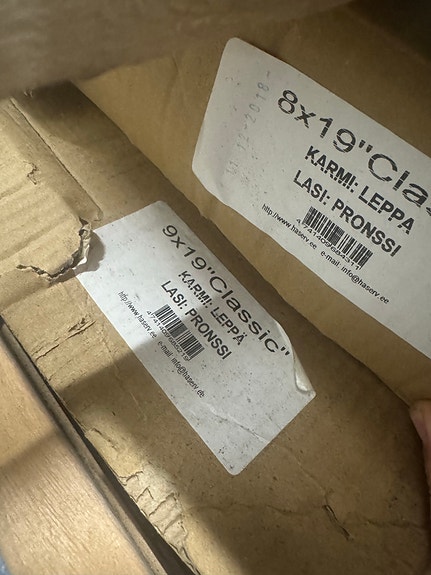 8x19"Clas
KARMI: LEPPA
LASI: PRONSSI
http://www.haserv.ee e-mail: info@haserv.ee
9x19"Classic"
KARMI: LEPPÄ
LASI: PRONSSI
http://www.haserv.ee e-mail: info@haserv.ee